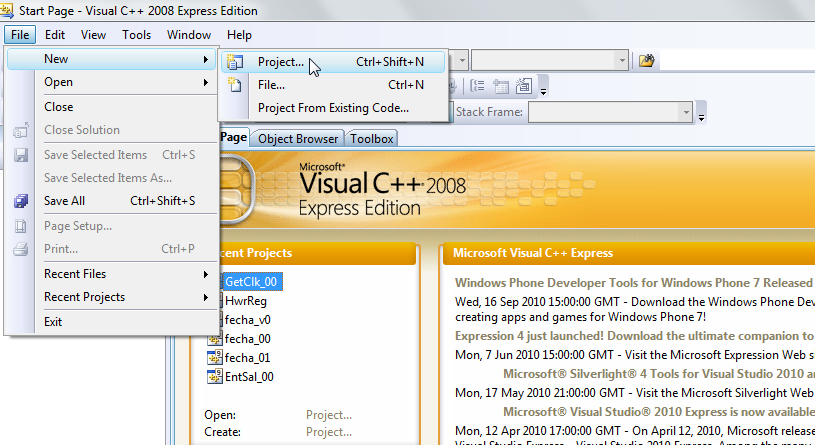 Start Page - Visual C++ 2008 Express Edition
File Edit View Tools Window Help
New
Project... Ctrl+Shift+N
Open
File... Ctrl+N
Close
Project From Existing Code...
Stack Frame:
Close Solution
Page Object Browser Toolbox
Save Selected Items Ctrl+S
Save Selected Items As...
Save All Ctrl+Shift+S
Page Setup...
Print... Ctrl+P
Recent Files
Recent Projects
Exit
Microsoft®
Visual C++ 2008
Express Edition
cent Projects
GetClk_00
HwrReg
fecha_v0
fecha_00
fecha_01
EntSal_00
Open: Project...
Create: Project...
Microsoft Visual C++ Express
Windows Phone Developer Tools for Windows Phone 7 Released
Wed, 16 Sep 2010 15:00:00 GMT - Download the Windows Phone Dev
creating apps and games for Windows Phone 7!
Expression 4 just launched! Download the ultimate companion to
Mon, 7 Jun 2010 15:00:00 GMT - Visit the Microsoft Expression Web s
Microsoft® Silverlight® 4 Tools for Visual Studio 2010 a
Mon, 17 May 2010 21:00:00 GMT - Visit the Microsoft Silverlight Web
Microsoft® Visual Studio® 2010 Express is now available
Mon, 12 Apr 2010 17:00:00 GMT - On April 12, 2010, Microsoft release